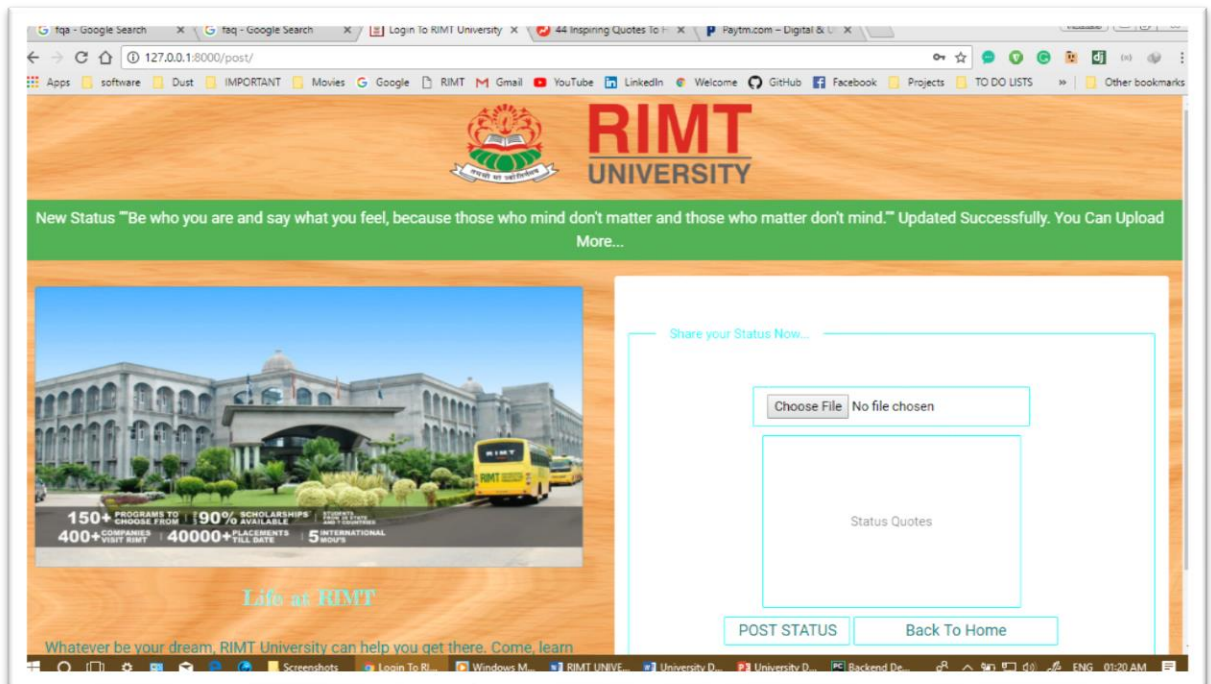 fqa - Google Search faq - Google Search Login To RIMT University 44 Inspiring Quotes To Paytm.com – Digital &
127.0.0.1:8000/post/
Apps software Dust IMPORTANT Movies Google RIMT Gmail YouTube LinkedIn Welcome GitHub Facebook Projects TO DO LISTS » Other bookmarks
RIMT
UNIVERSITY
New Status ""Be who you are and say what you feel, because those who mind don't matter and those who matter don't mind."" Updated Successfully. You Can Upload
More...
RIMT
RIMT
150+ PROGRAMS TO CHOOSE FROM 90% SCHOLARSHIPS AVAILABLE
400+ COMPANIES VISIT RIMT 40000+ PLACEMENTS TILL DATE 5 INTERNATIONAL MOU'S
Life at RIMT
Whatever be your dream, RIMT University can help you get there. Come, learn
Share your Status Now...
Choose File No file chosen
Status Quotes
POST STATUS Back To Home
Screenshots Login To RI... Windows M... RIMT UNIVE... University D... University D... Backend De... ENG 01:20 AM